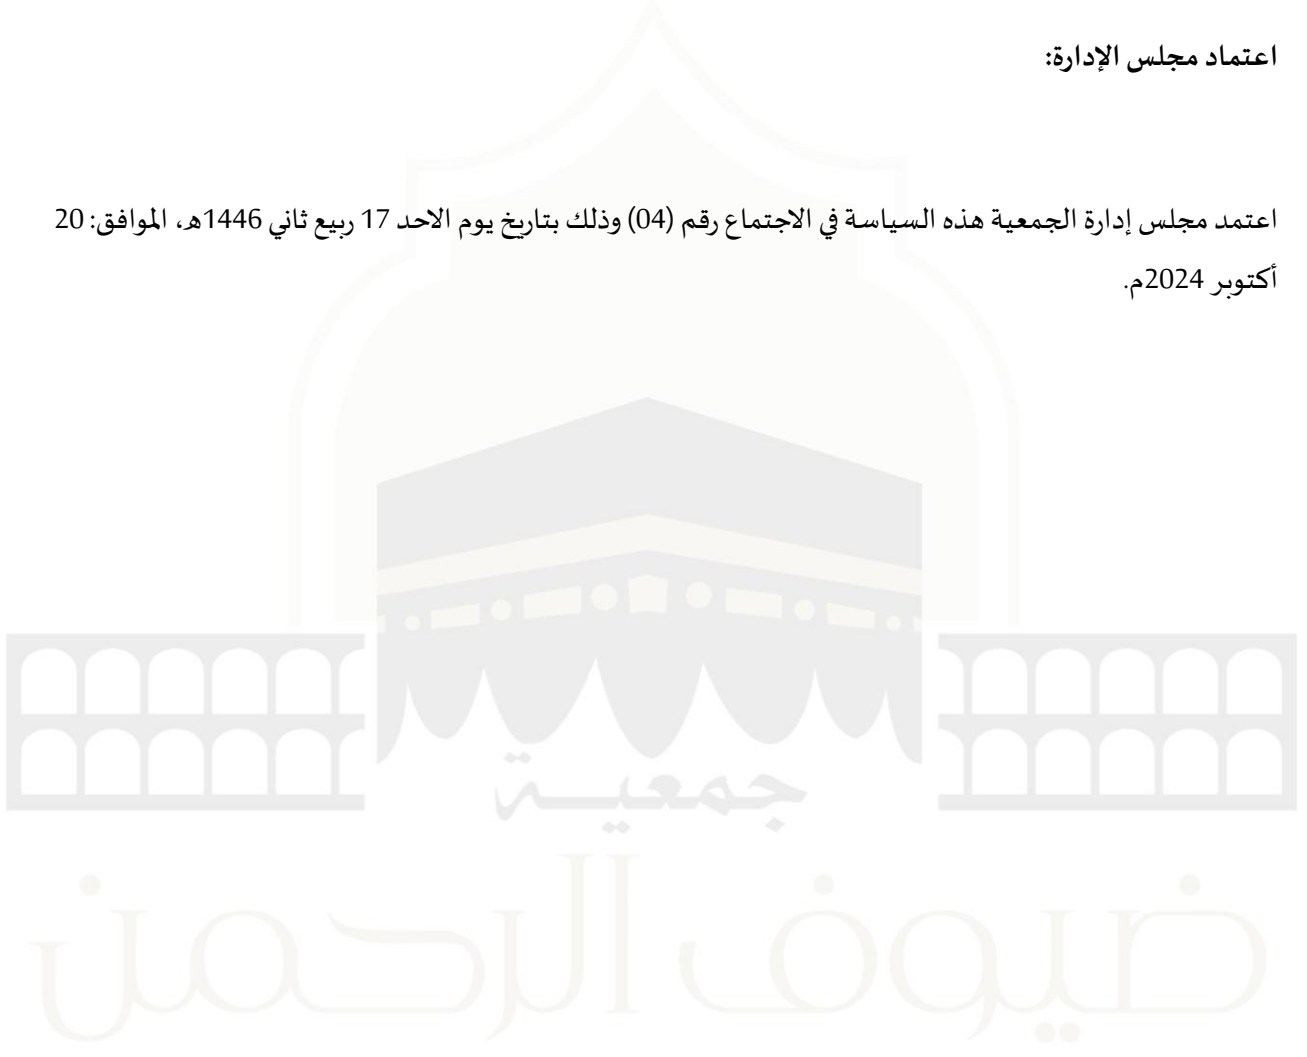 اعتماد مجلس الإدارة:
اعتمد مجلس إدارة الجمعية هذه السياسة في الاجتماع رقم (04) وذلك بتاريخ يوم الاحد 17 ربيع ثاني 1446هـ، الموافق: 20
أكتوبر 2024م.
جمعية
ضيوف الرحمن